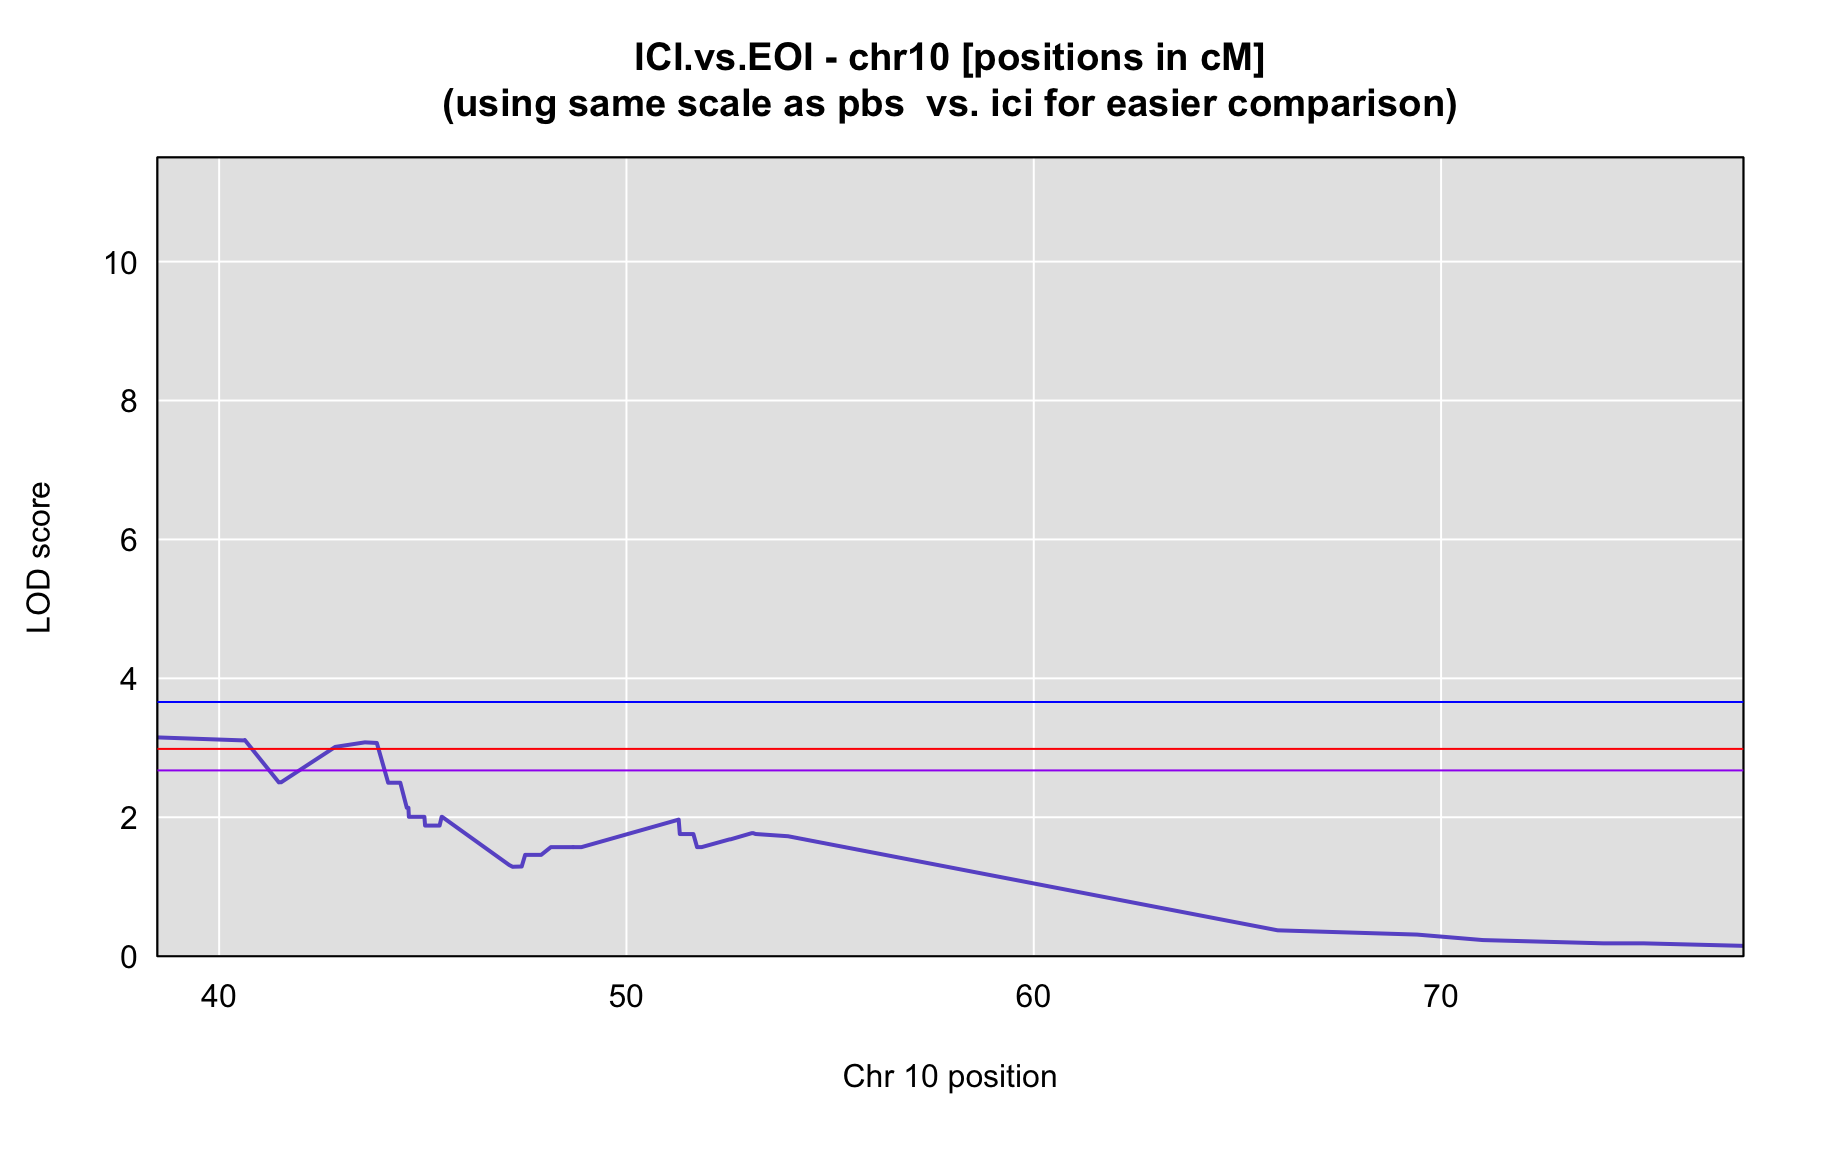 ICI.vs.EOI - chr10 [positions in cM]
(using same scale as pbs  vs. ici for easier comparison)
10
8
6
4
2
0
LOD score
40 50 60 70
Chr 10 position